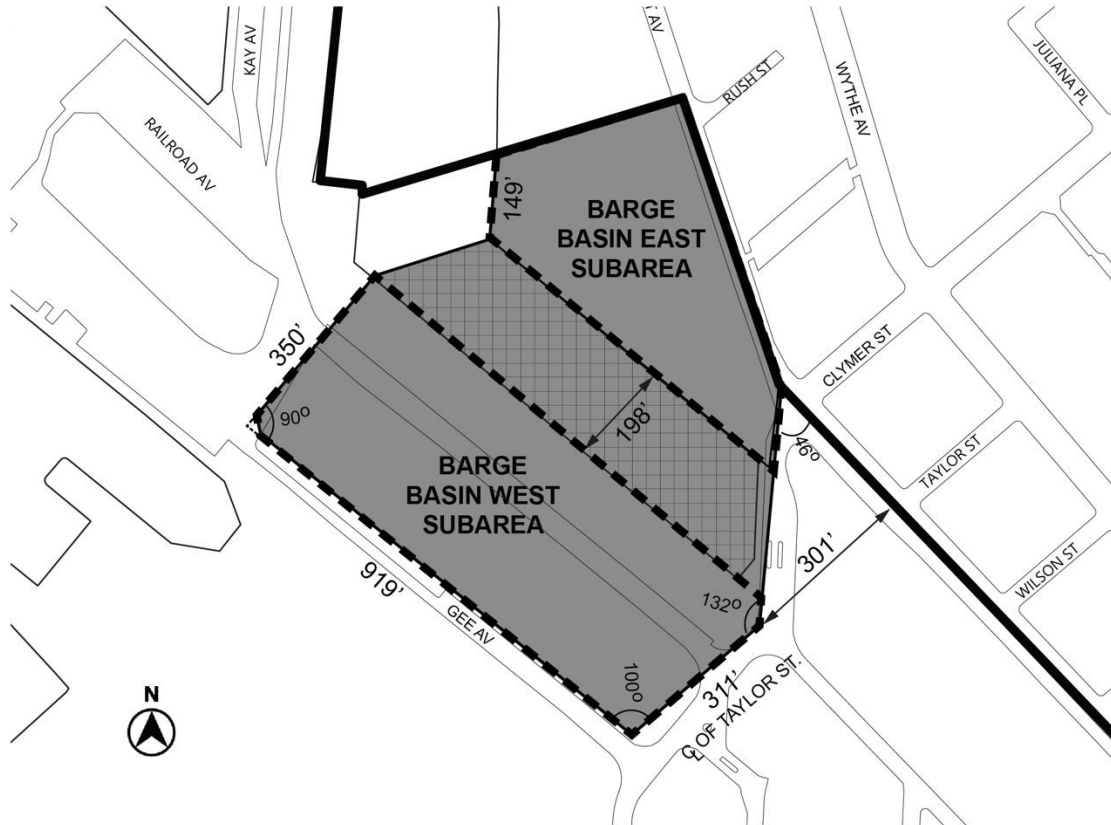 KAY AV
RAILROAD AV
AV
RUSH ST
WYTHE AV
JULIANA PL
149'
BARGE
BASIN EAST
SUBAREA
350'
CLYMER ST
90o
198'
46o
TAYLOR ST
BARGE
BASIN WEST
SUBAREA
301'
WILSON ST
919'
GEE AV
132o
100o
311'
℄ OF TAYLOR ST.
N